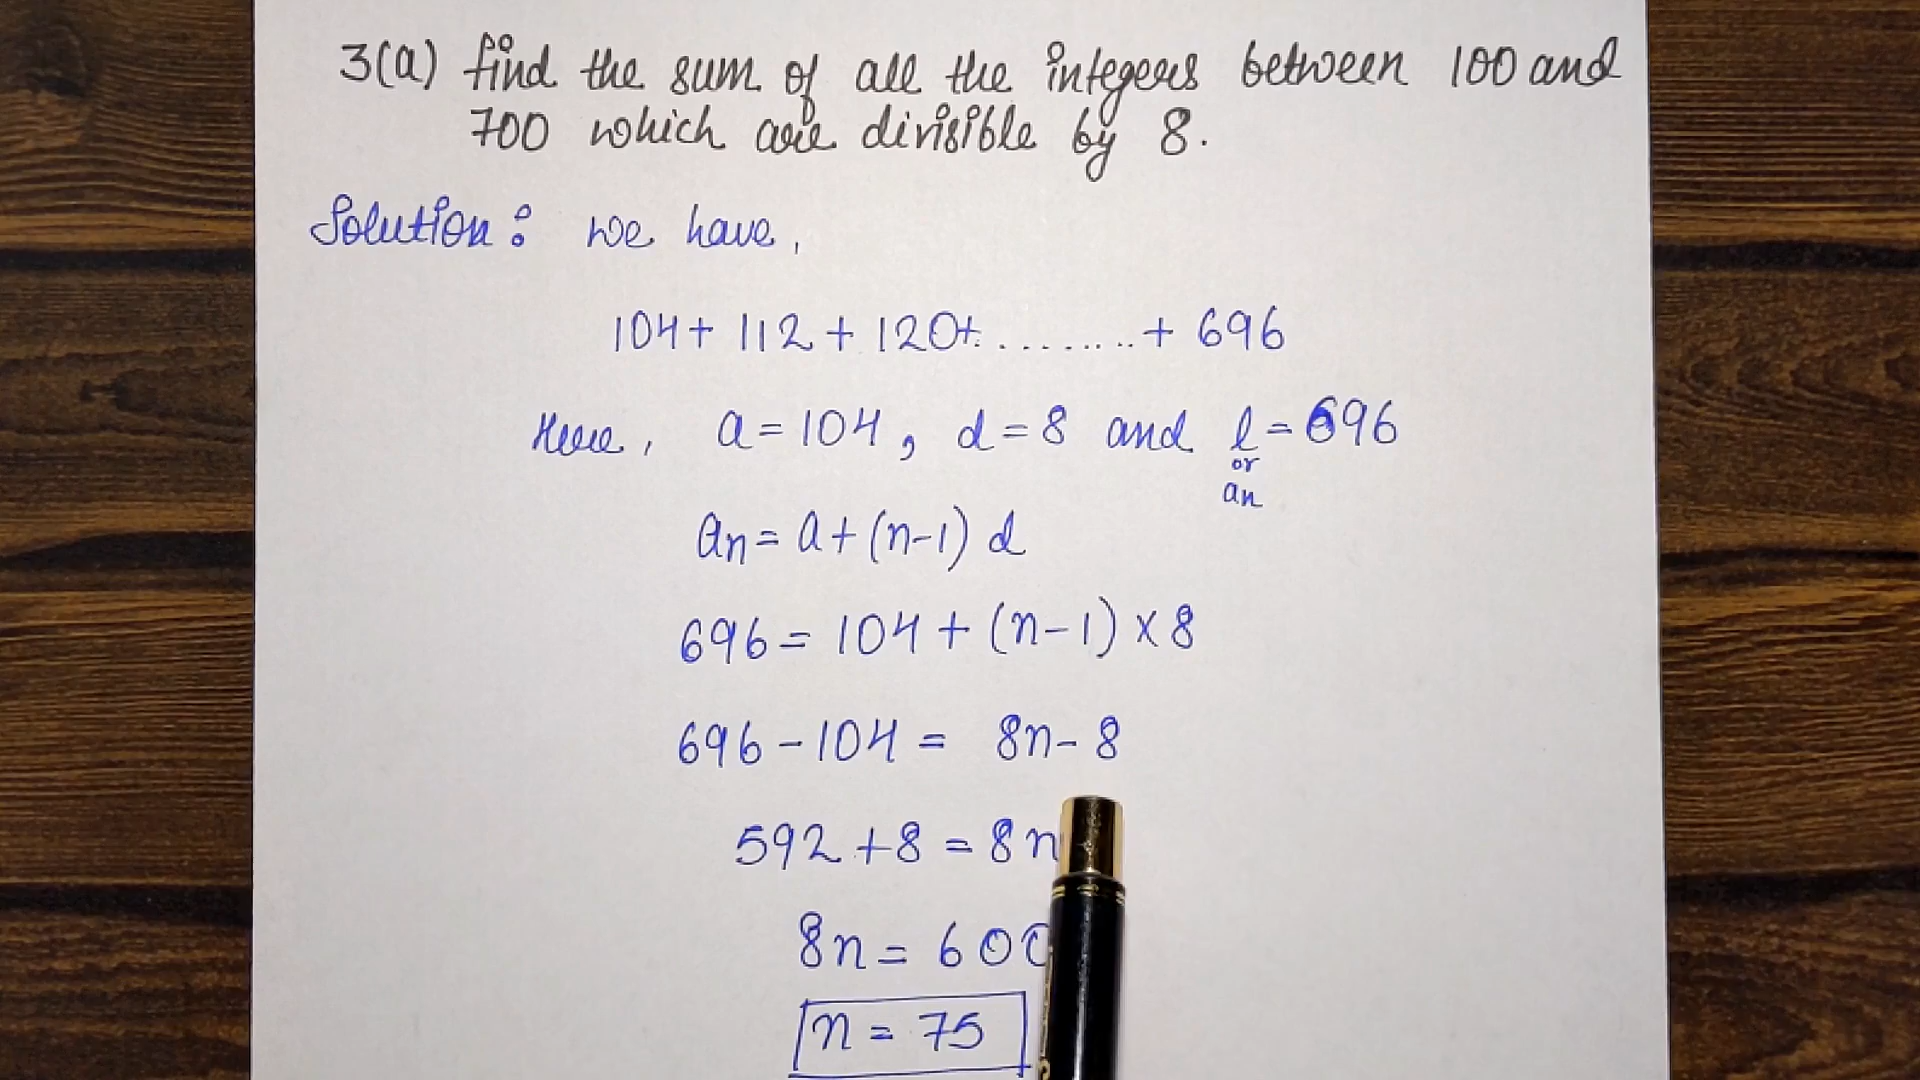 3(a) find the sum of all the integers between 100 and
700 which are divisible by 8.
Solution: we have,
104+ 112 + 120+ ........ + 696
Here, a = 104, d = 8 and l = 696
or
an
an = a + (n-1) d
696 = 104 + (n-1) × 8
696 - 104 = 8n - 8
592 + 8 = 8n
8n = 600
n = 75